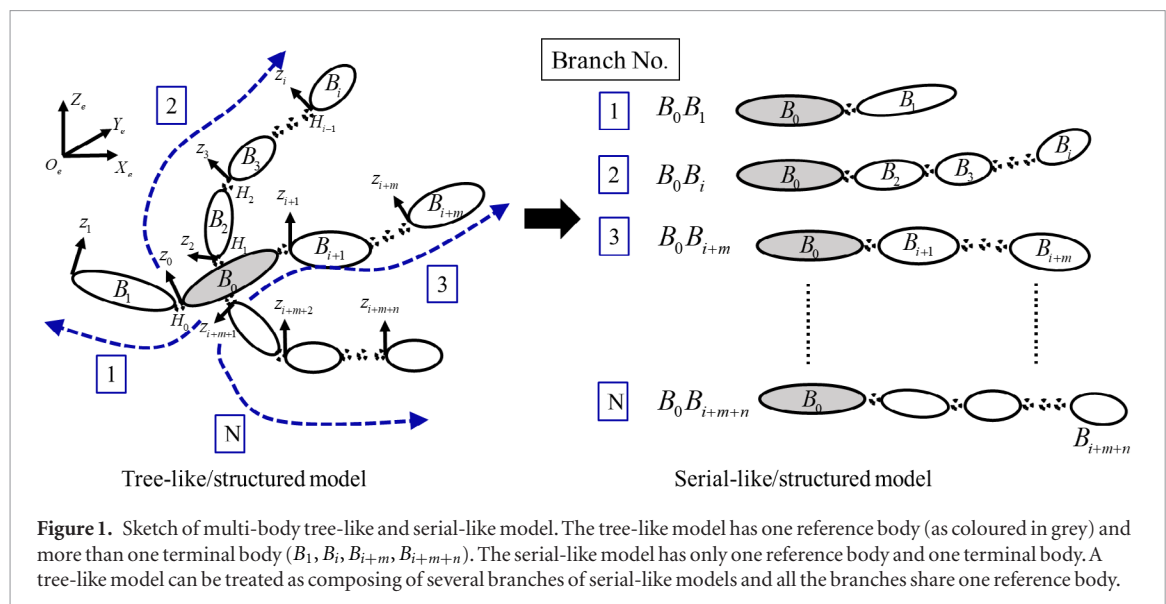 Branch No.
Z_e
Y_e
X_e
O_e
2
z_i
B_i
H_{i-1}
z_3
B_3
H_2
z_{i+m}
B_{i+m}
z_{i+1}
B_2
z_2
H_1
B_{i+1}
z_1
z_0
B_0
3
B_1
H_0
z_{i+m+1}
z_{i+m+2}
z_{i+m+n}
1
N
Tree-like/structured model
1 B_0B_1 B_0 B_1
2 B_0B_i B_0 B_2 B_3 B_i
3 B_0B_{i+m} B_0 B_{i+1} B_{i+m}
N B_0B_{i+m+n} B_0
B_{i+m+n}
Serial-like/structured model
Figure 1. Sketch of multi-body tree-like and serial-like model. The tree-like model has one reference body (as coloured in grey) and
more than one terminal body (B_1, B_i, B_{i+m}, B_{i+m+n}). The serial-like model has only one reference body and one terminal body. A
tree-like model can be treated as composing of several branches of serial-like models and all the branches share one reference body.